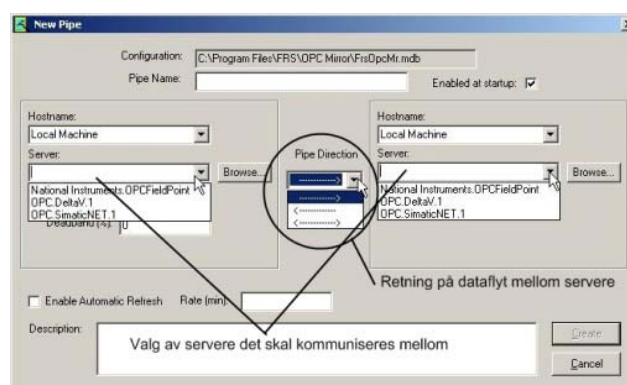 New Pipe
Configuration: C:\Program Files\FRS\OPC Mirror\FrsOpcMr.mdb
Pipe Name:
Enabled at startup:
Hostname:
Local Machine
Server:
Browse...
National Instruments.OPCFieldPoint
OPC.DeltaV.1
OPC.SimaticNET.1
Deadband (%): 0
Pipe Direction
------------->
------------->
<-------------
<------------>
Hostname:
Local Machine
Server:
Browse...
National Instruments.OPCFieldPoint
OPC.DeltaV.1
OPC.SimaticNET.1
Retning på dataflyt mellom servere
Enable Automatic Refresh Rate (min):
Description:
Valg av servere det skal kommuniseres mellom
Create
Cancel